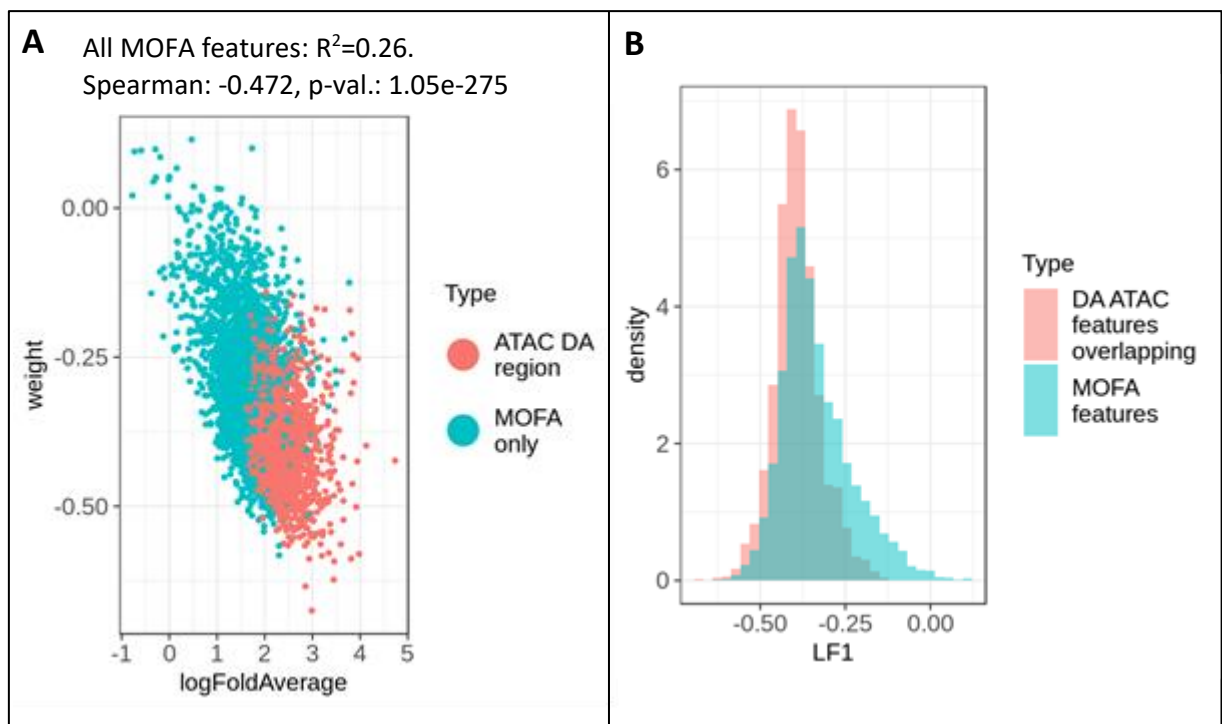 A
All MOFA features: R²=0.26.
Spearman: -0.472, p-val.: 1.05e-275
0.00
-0.25
-0.50
weight
-1 0 1 2 3 4 5
logFoldAverage
Type
ATAC DA
region
MOFA
only
B
6
4
2
0
density
-0.50 -0.25 0.00
LF1
Type
DA ATAC
features
overlapping
MOFA
features